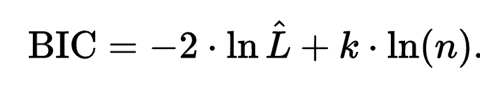 BIC = −2 · ln L̂ + k · ln(n).